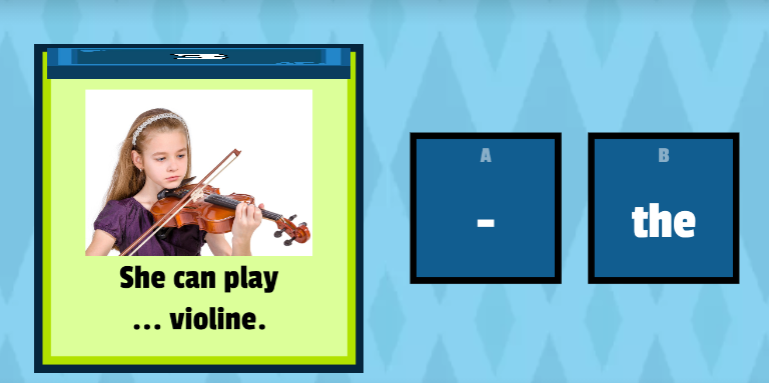 She can play
... violine.
A
-
B
the